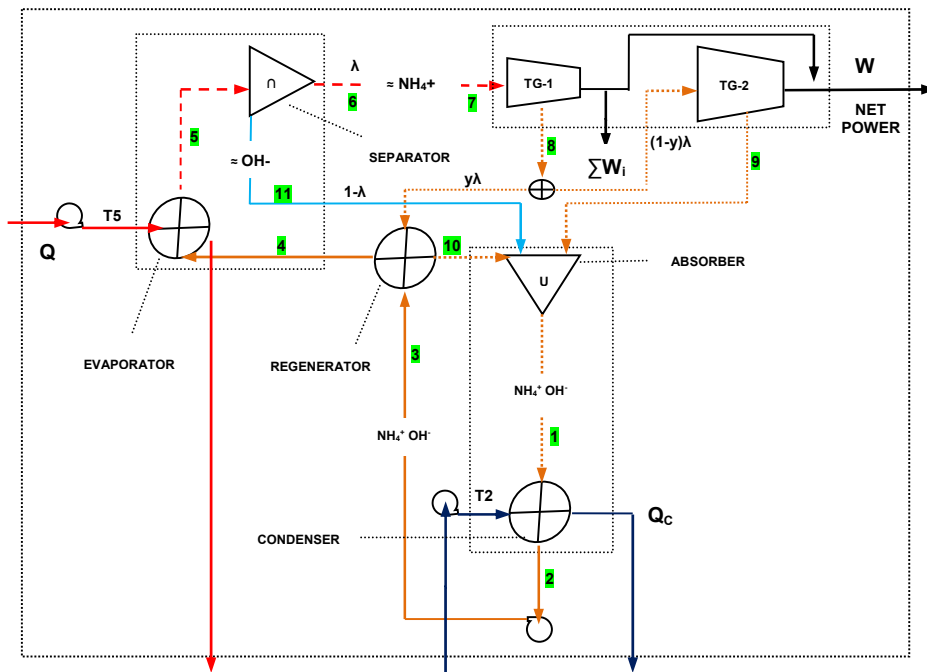 λ
≈ NH₄+
6
7
TG-1
TG-2
W
NET
POWER
5
∩
SEPARATOR
≈ OH-
8
(1-y)λ
9
∑Wᵢ
yλ
11
1-λ
T5
Q
4
10
ABSORBER
U
EVAPORATOR
REGENERATOR
3
NH₄⁺ OH⁻
NH₄⁺ OH⁻
1
T2
Q_C
CONDENSER
2